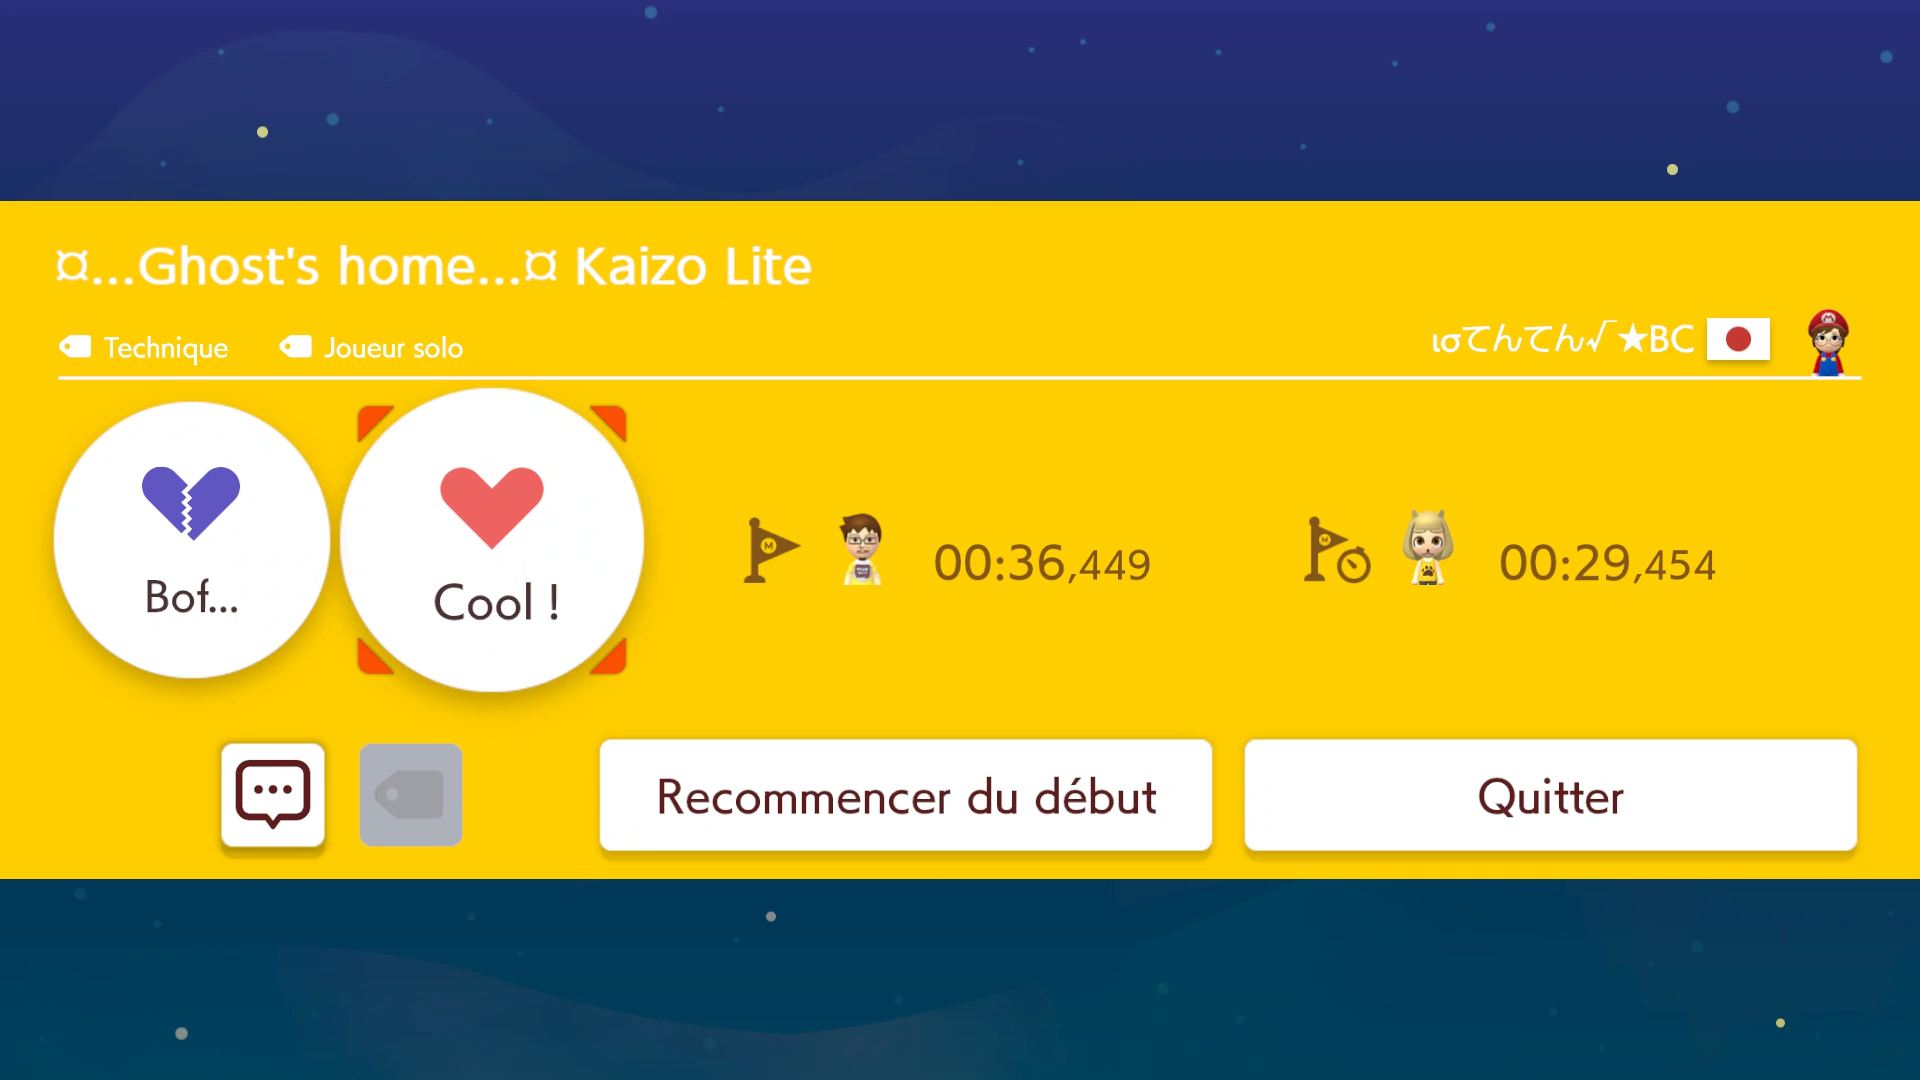 ¤...Ghost's home...¤ Kaizo Lite
Technique
Joueur solo
ισてんてん√★BC
Bof...
Cool !
00:36,449
00:29,454
Recommencer du début
Quitter